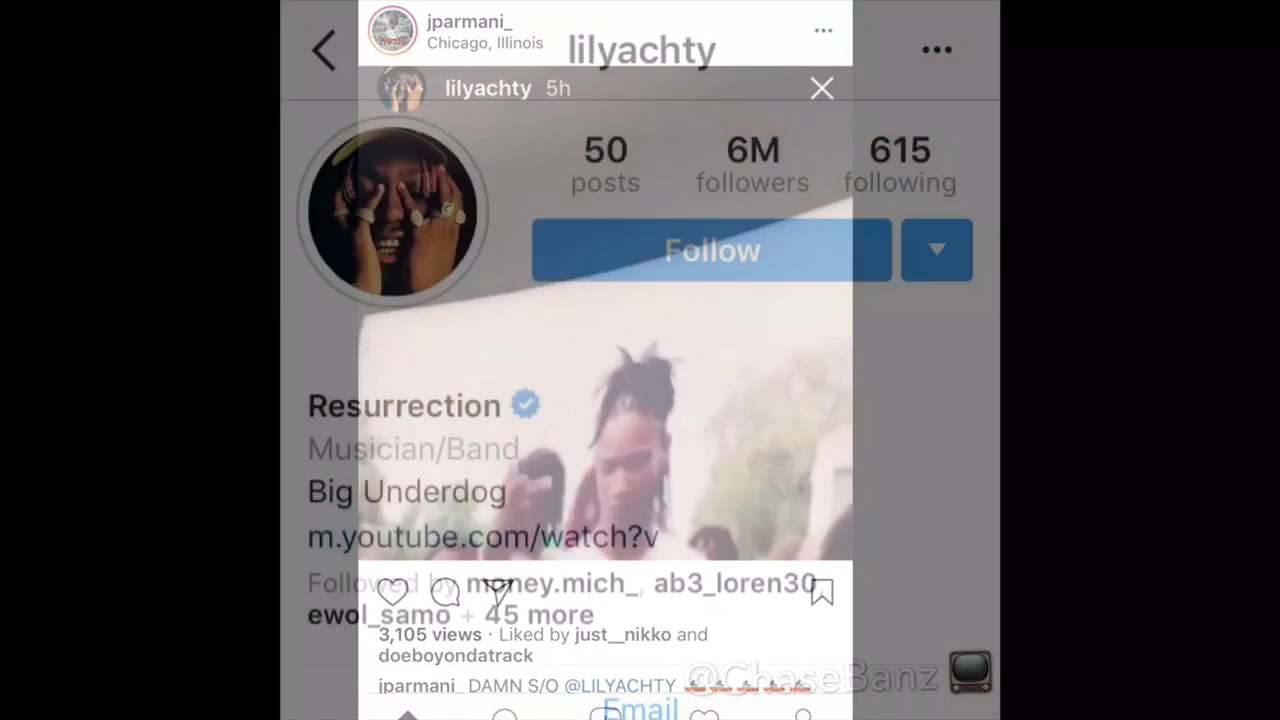 jparmani_
Chicago, Illinois
lilyachty
lilyachty 5h
50 6M 615
posts followers following
Follow
Resurrection
Musician/Band
Big Underdog
m.youtube.com/watch?v
Followed by money.mich_, ab3_loren30,
ewol_samo + 45 more
3,105 views · Liked by just__nikko and
doeboyondatrack
jparmani_ DAMN S/O @LILYACHTY
@ChaseBanz
Email